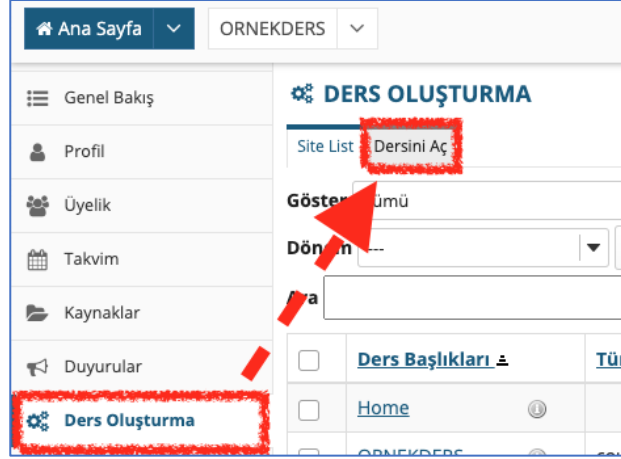 Ana Sayfa
ORNEKDERS
Genel Bakış
Profil
Üyelik
Takvim
Kaynaklar
Duyurular
Ders Oluşturma
DERS OLUŞTURMA
Site List
Dersini Aç
Göster
Dönem ---
Ders Başlıkları
Home
ORNEKDERS